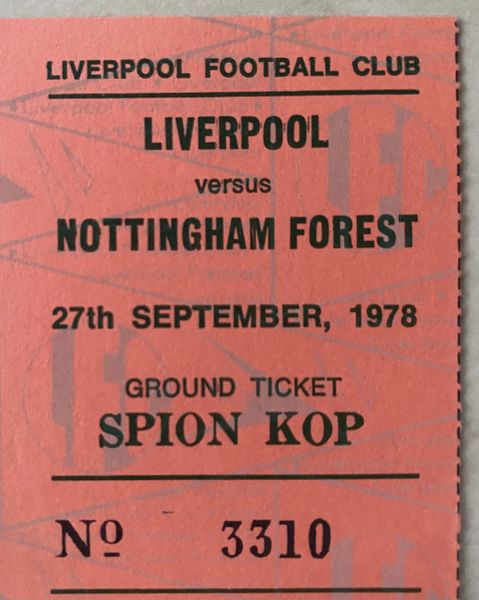 LIVERPOOL FOOTBALL CLUB
LIVERPOOL
versus
NOTTINGHAM FOREST
27th SEPTEMBER, 1978
GROUND TICKET
SPION KOP
Nº 3310